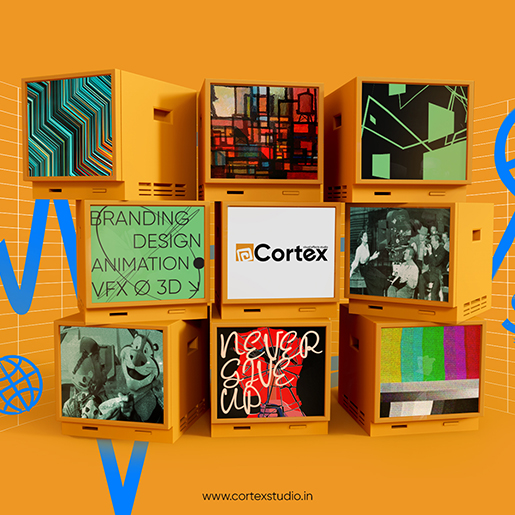 BRANDING
DESIGN
ANIMATION
VFX Ø 3D
Cortex
NEVER
GIVE
UP
www.cortexstudio.in